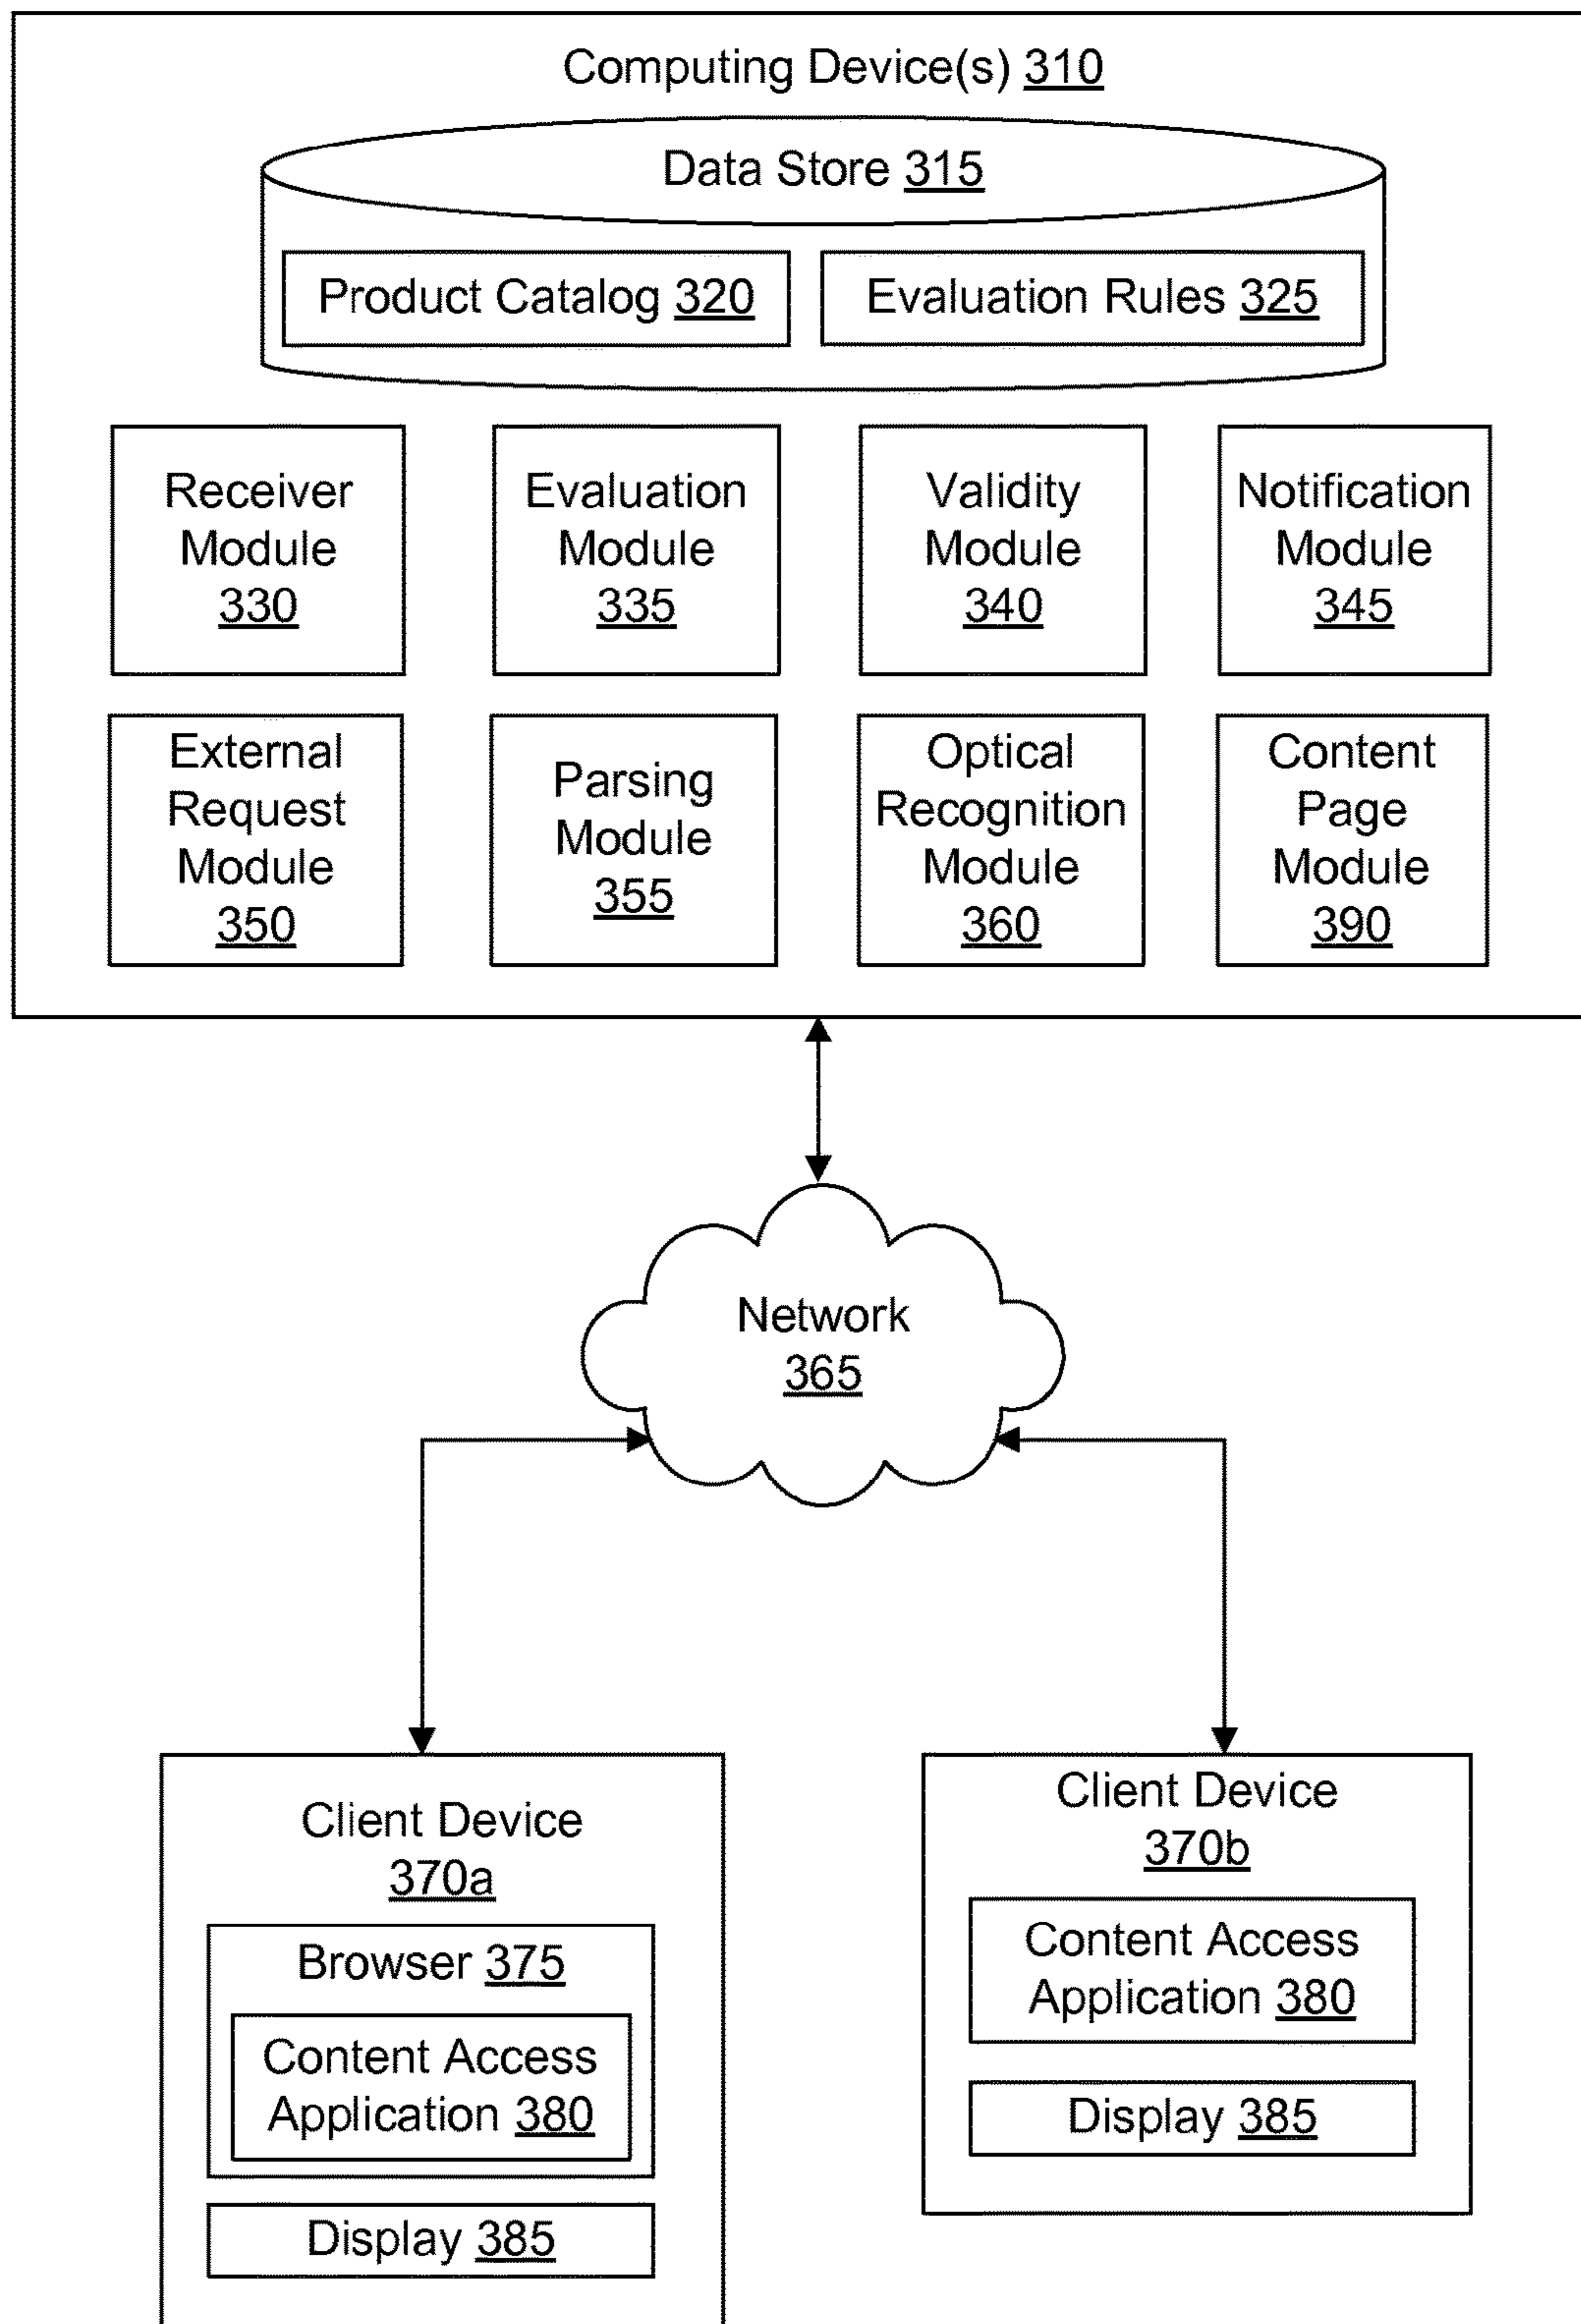 Computing Device(s) 310
Data Store 315
Product Catalog 320
Evaluation Rules 325
Receiver
Module
330
Evaluation
Module
335
Validity
Module
340
Notification
Module
345
External
Request
Module
350
Parsing
Module
355
Optical
Recognition
Module
360
Content
Page
Module
390
Network
365
Client Device
370a
Browser 375
Content Access
Application 380
Display 385
Client Device
370b
Content Access
Application 380
Display 385